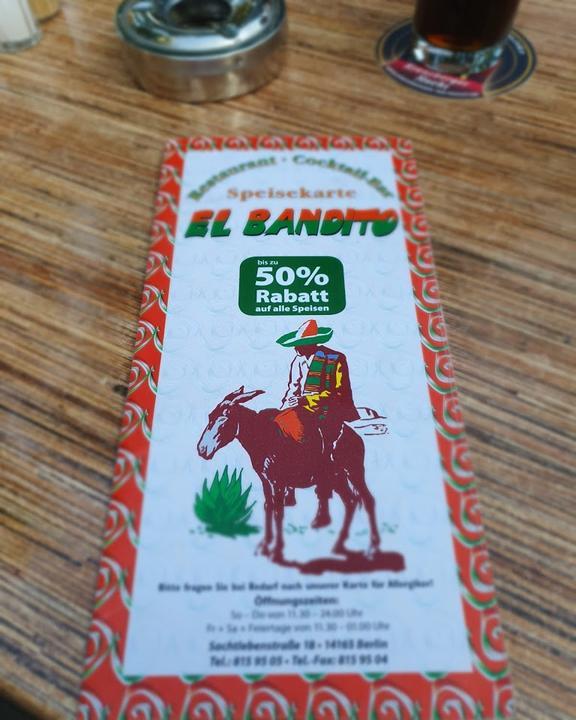 Restaurant · Cocktail-Bar
Speisekarte
EL BANDITO
bis zu
50%
Rabatt
auf alle Speisen
Bitte fragen Sie bei Bedarf nach unserer Karte für Allergiker!
Öffnungszeiten:
So – Do von 11.30 – 24.00 Uhr
Fr + Sa + Feiertage von 11.30 – 01.00 Uhr
Sachtlebenstraße 18 • 14165 Berlin
Tel.: 815 95 05 • Tel.-Fax: 815 95 04